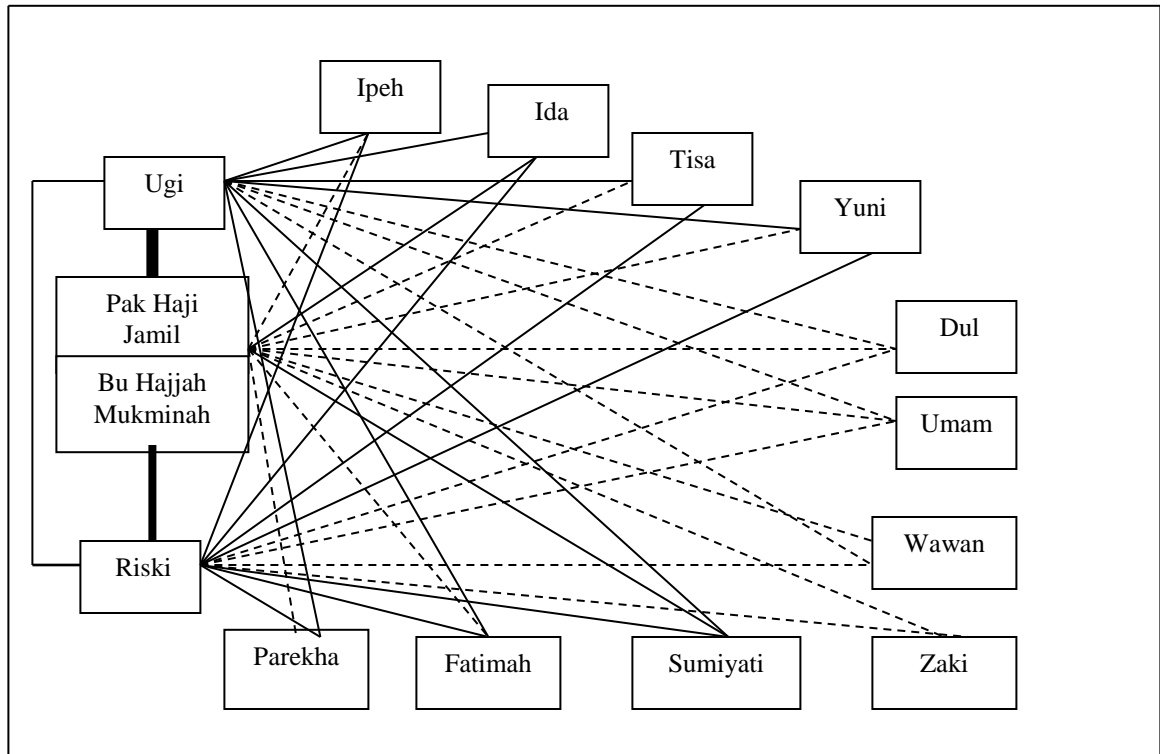 Ipeh
Ida
Tisa
Ugi
Yuni
Pak Haji
Jamil
Dul
Bu Hajjah
Mukminah
Umam
Wawan
Riski
Parekha
Fatimah
Sumiyati
Zaki